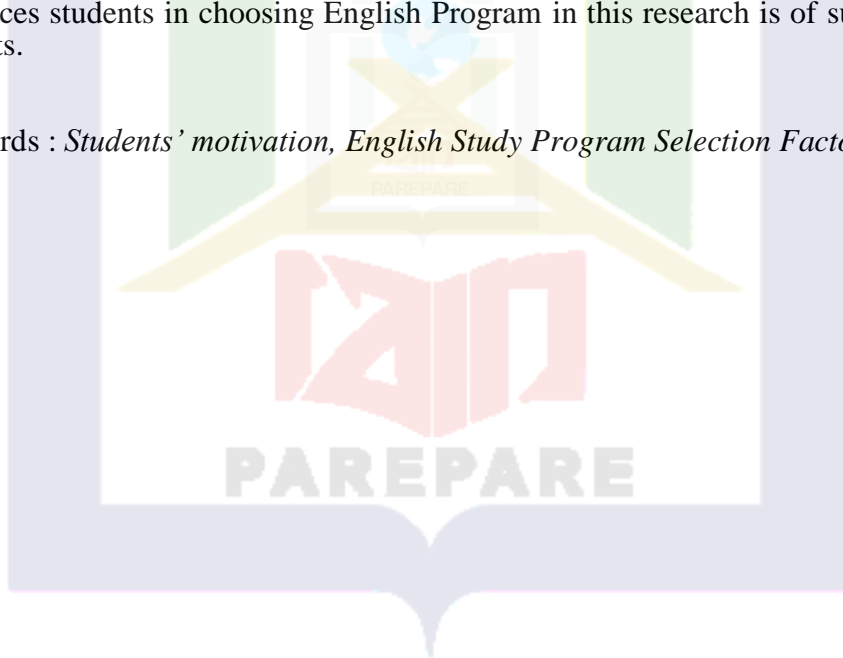 ces students in choosing English Program in this research is of su
ts.
rds : Students’ motivation, English Study Program Selection Facto
PAREPARE
iain
PAREPARE